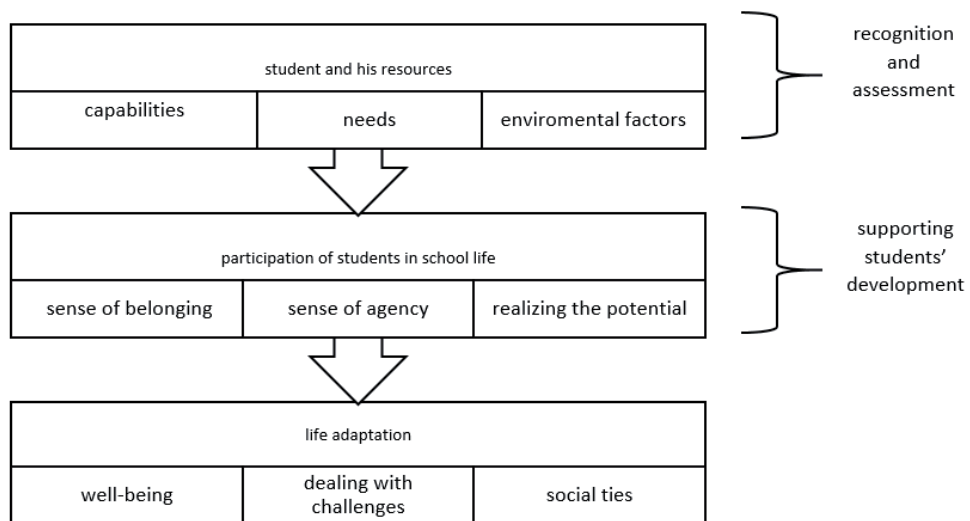 student and his resources
capabilities
needs
enviromental factors
recognition
and
assessment
participation of students in school life
sense of belonging
sense of agency
realizing the potential
supporting
students’
development
life adaptation
well-being
dealing with
challenges
social ties